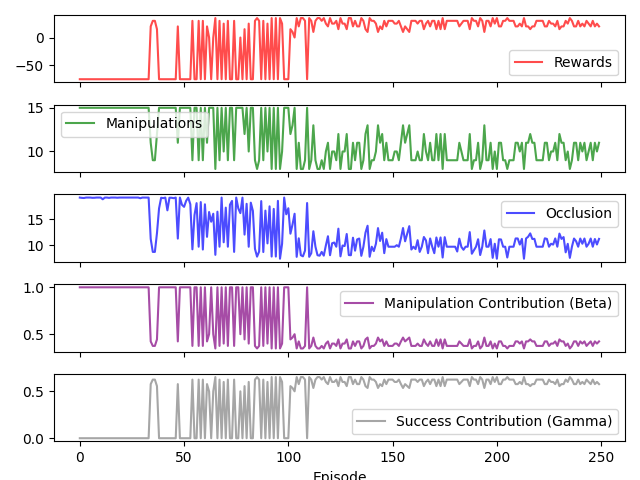 0
−50
Rewards
15
10
Manipulations
15
10
Occlusion
1.0
0.5
Manipulation Contribution (Beta)
0.5
0.0
Success Contribution (Gamma)
0 50 100 150 200 250
Episode